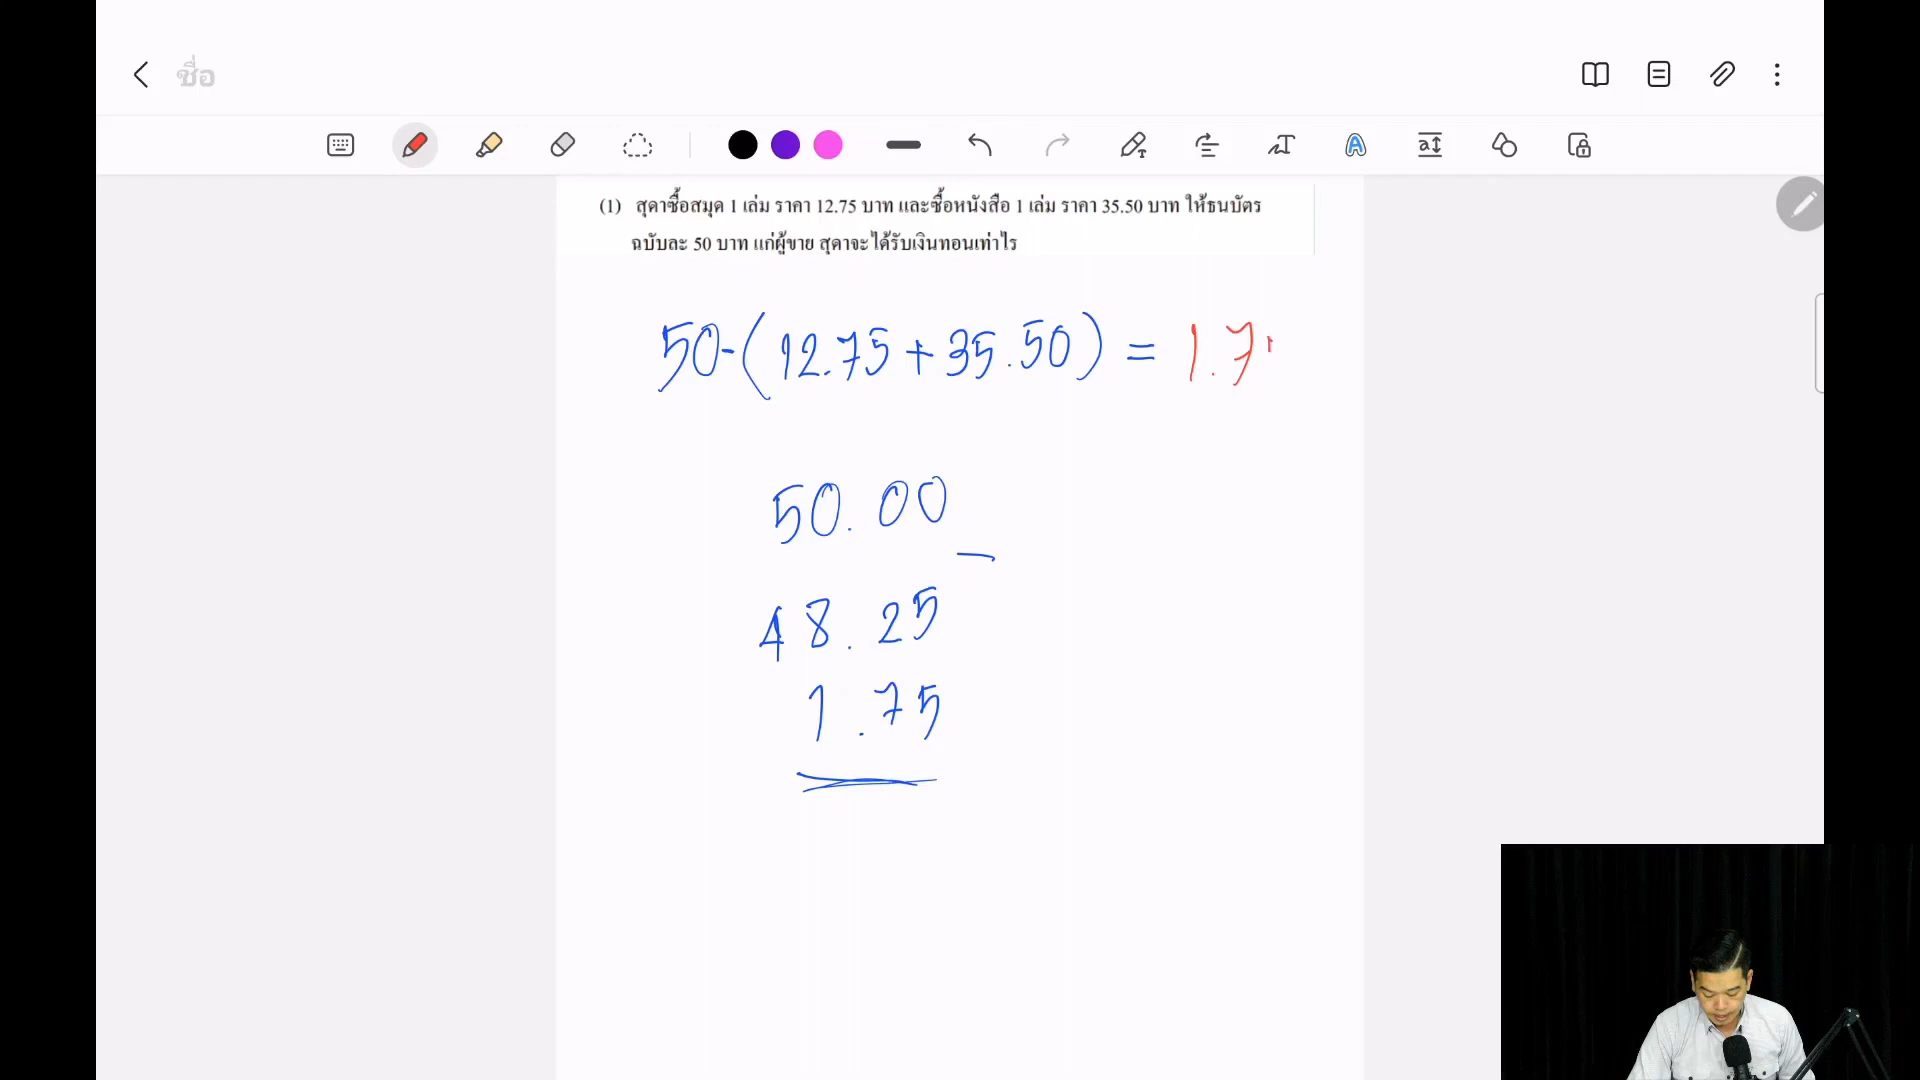 ชื่อ
(1) สุดาซื้อสมุด 1 เล่ม ราคา 12.75 บาท และซื้อหนังสือ 1 เล่ม ราคา 35.50 บาท ให้ธนบัตร
ฉบับละ 50 บาท แก่ผู้ขาย สุดาจะได้รับเงินทอนเท่าไร
50-(12.75+35.50) = 1.7
50.00
-
48.25
1.75